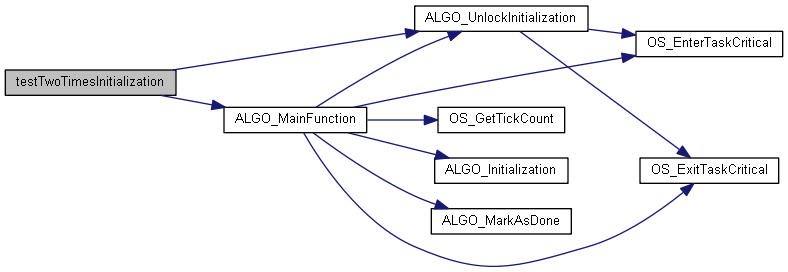 ALGO_UnlockInitialization
OS_EnterTaskCritical
testTwoTimesInitialization
ALGO_MainFunction
OS_GetTickCount
ALGO_Initialization
OS_ExitTaskCritical
ALGO_MarkAsDone